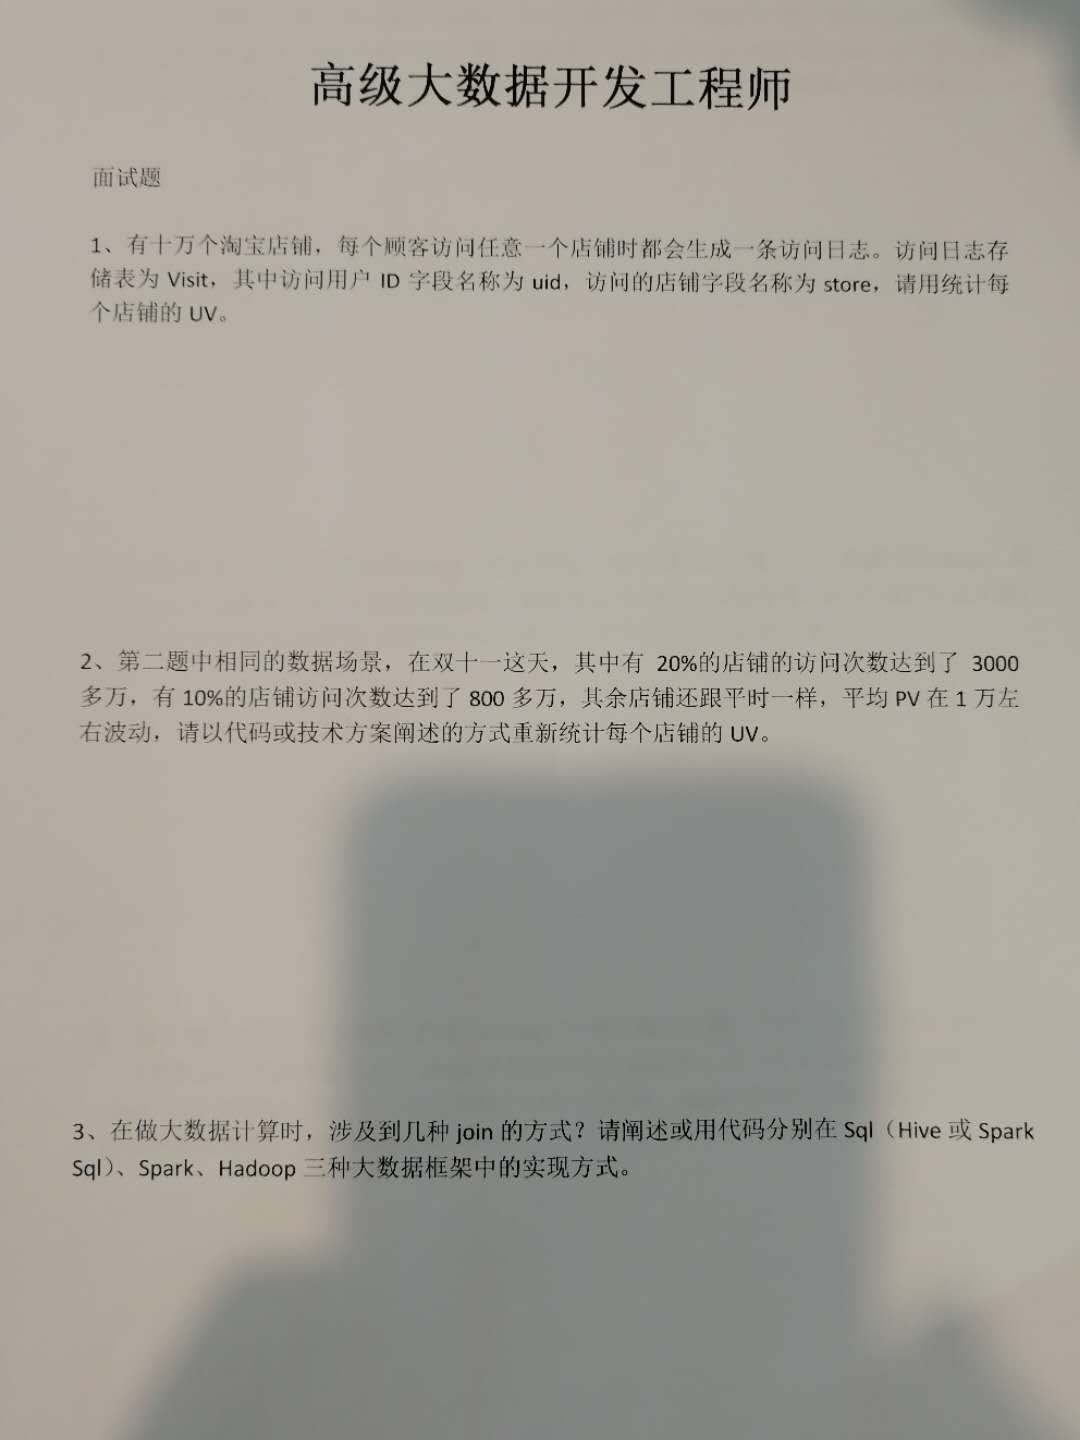 高级大数据开发工程师
面试题
1、有十万个淘宝店铺，每个顾客访问任意一个店铺时都会生成一条访问日志。访问日志存
储表为 Visit，其中访问用户 ID 字段名称为 uid，访问的店铺字段名称为 store，请用统计每
个店铺的 UV。
2、第二题中相同的数据场景，在双十一这天，其中有 20%的店铺的访问次数达到了 3000
多万，有 10%的店铺访问次数达到了 800 多万，其余店铺还跟平时一样，平均 PV 在 1 万左
右波动，请以代码或技术方案阐述的方式重新统计每个店铺的 UV。
3、在做大数据计算时，涉及到几种 join 的方式？请阐述或用代码分别在 Sql（Hive 或 Spark
Sql）、Spark、Hadoop 三种大数据框架中的实现方式。